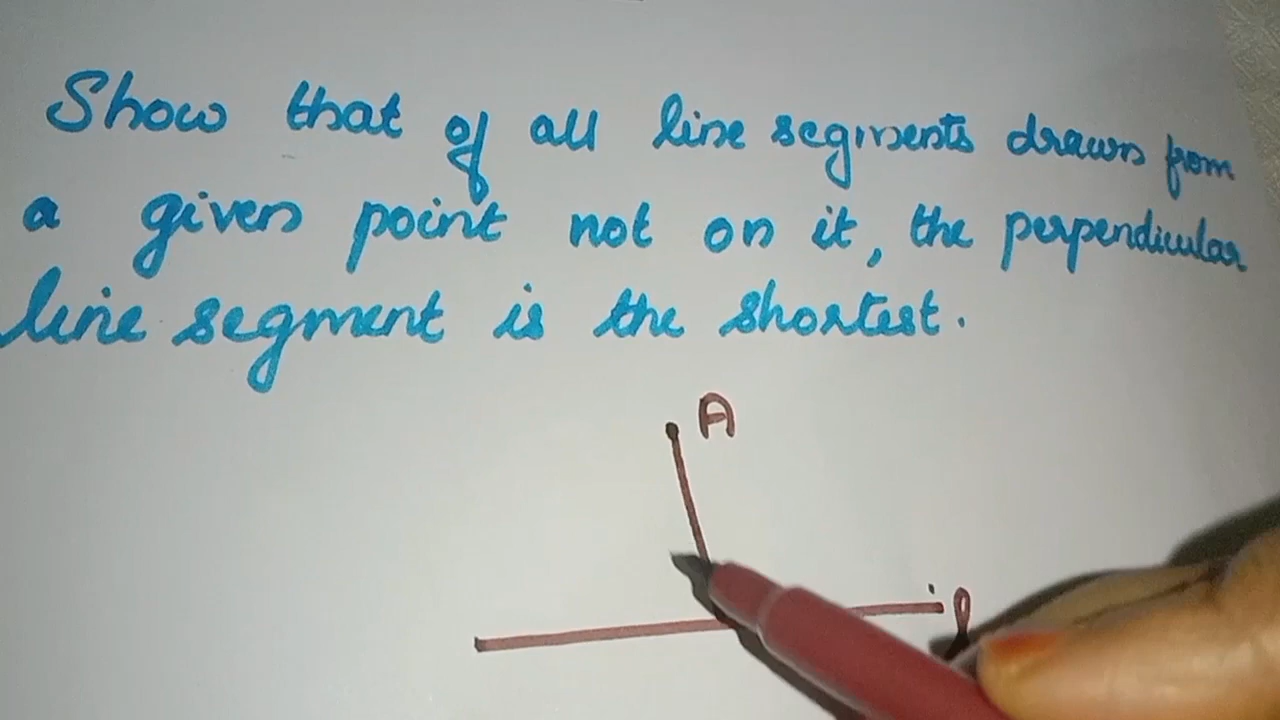 Show that of all line segments drawn from
a given point not on it, the perpendicular
line segment is the shortest.
A
l